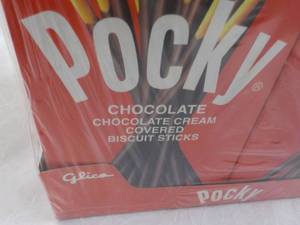 POCKY®
CHOCOLATE
CHOCOLATE CREAM
COVERED
BISCUIT STICKS
Glico
POCKY